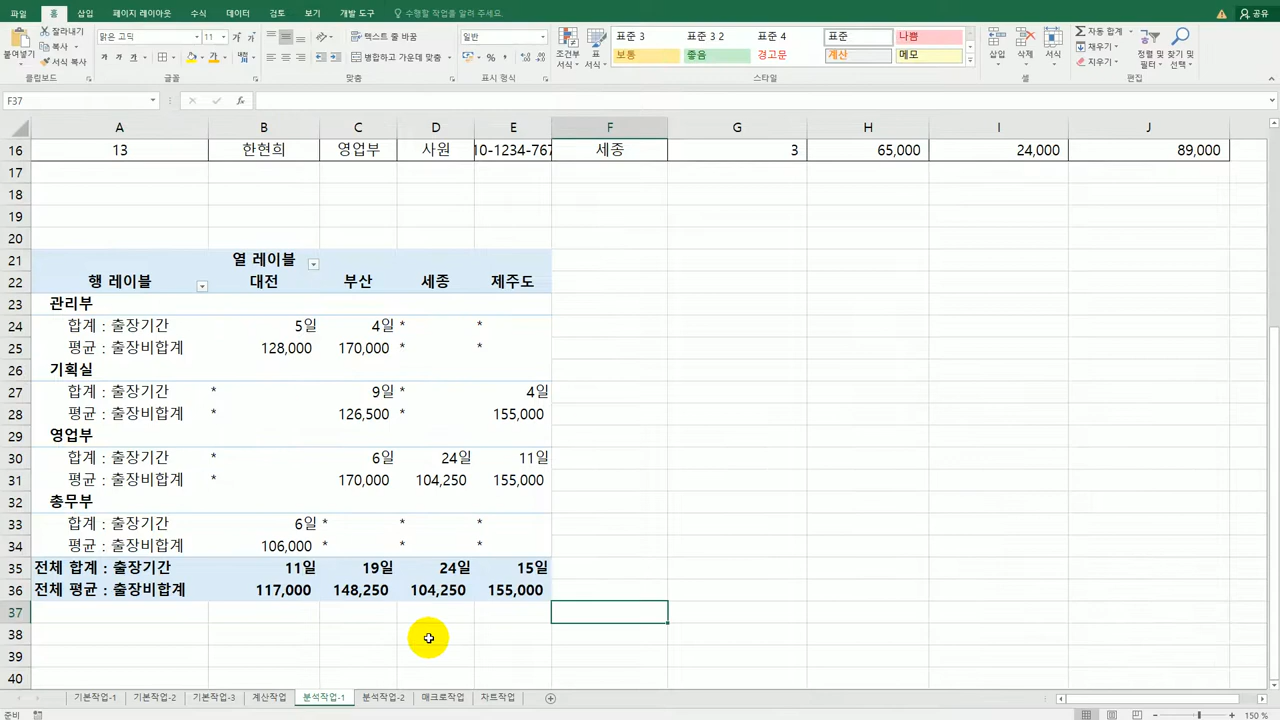 파일 홈 삽입 페이지 레이아웃 수식 데이터 검토 보기 개발 도구 수행할 작업을 알려 주세요. 공유
잘라내기 맑은 고딕 11 텍스트 줄 바꿈 일반 표준 3 표준 3 2 표준 4 표준 나쁨 자동 합계
붙여넣기 복사 채우기
서식 복사 가 가 가 병합하고 가운데 맞춤 % 조건부 서식 표 서식 보통 좋음 경고문 계산 메모 삽입 삭제 서식 지우기 정렬 및 필터 찾기 및 선택
클립보드 글꼴 맞춤 표시 형식 스타일 셀 편집
F37 fx
A B C D E F G H I J
16 13 한현희 영업부 사원 10-1234-767 세종 3 65,000 24,000 89,000
17
18
19
20
21 열 레이블
22 행 레이블 대전 부산 세종 제주도
23 관리부
24 합계 : 출장기간 5일 4일 * *
25 평균 : 출장비합계 128,000 170,000 * *
26 기획실
27 합계 : 출장기간 * 9일 * 4일
28 평균 : 출장비합계 * 126,500 * 155,000
29 영업부
30 합계 : 출장기간 * 6일 24일 11일
31 평균 : 출장비합계 * 170,000 104,250 155,000
32 총무부
33 합계 : 출장기간 6일 * * *
34 평균 : 출장비합계 106,000 * * *
35 전체 합계 : 출장기간 11일 19일 24일 15일
36 전체 평균 : 출장비합계 117,000 148,250 104,250 155,000
37
38
39
40
기본작업-1 기본작업-2 기본작업-3 계산작업 분석작업-1 분석작업-2 매크로작업 차트작업
준비 150 %